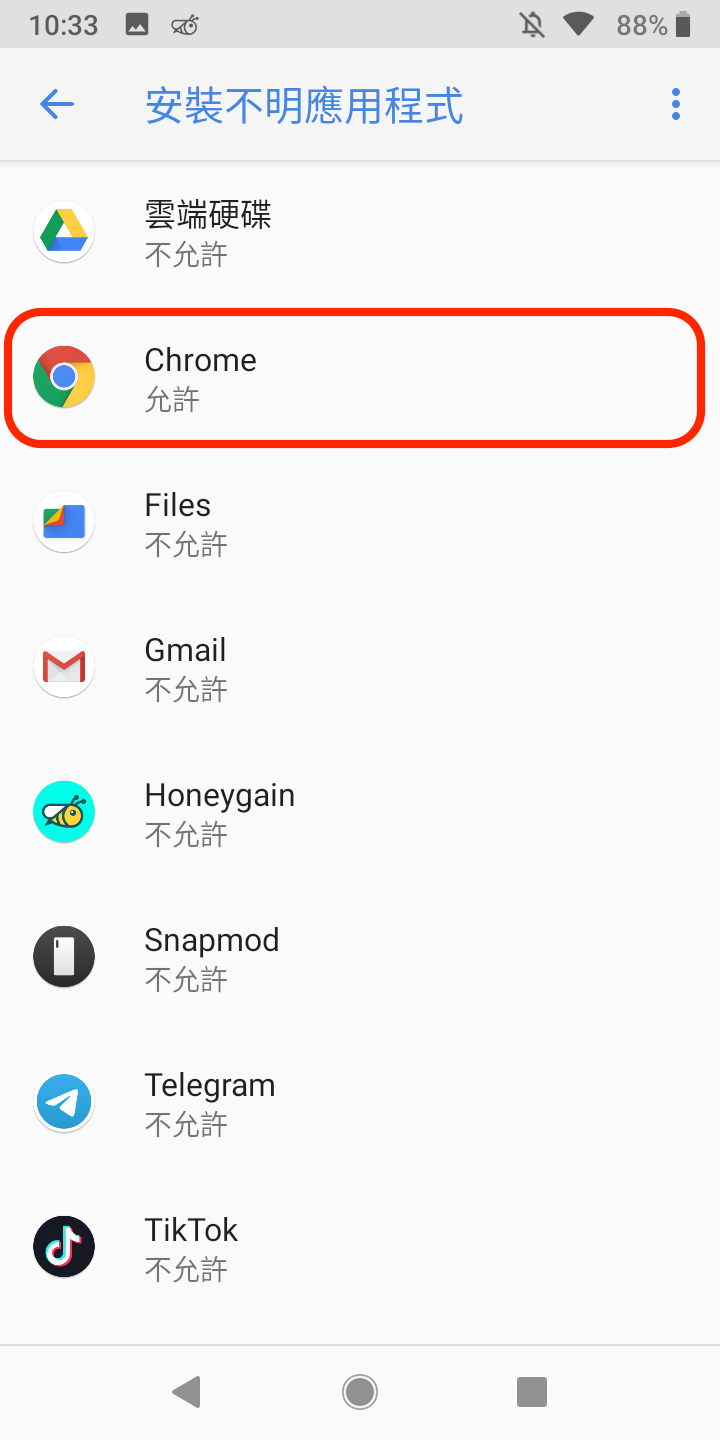 10:33
88%
安裝不明應用程式
雲端硬碟
不允許
Chrome
允許
Files
不允許
Gmail
不允許
Honeygain
不允許
Snapmod
不允許
Telegram
不允許
TikTok
不允許